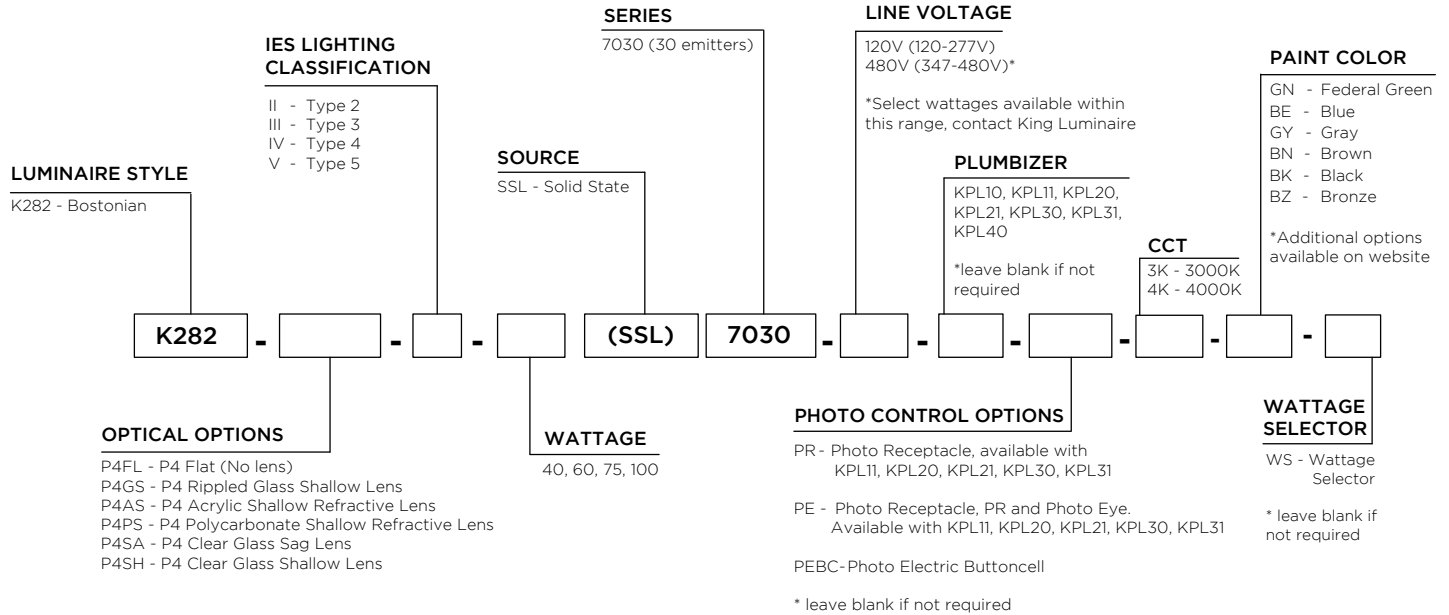 SERIES
7030 (30 emitters)
LINE VOLTAGE
120V (120-277V)
480V (347-480V)*
*Select wattages available within
this range, contact King Luminaire
IES LIGHTING
CLASSIFICATION
II - Type 2
III - Type 3
IV - Type 4
V - Type 5
PAINT COLOR
GN - Federal Green
BE - Blue
GY - Gray
BN - Brown
BK - Black
BZ - Bronze
*Additional options
available on website
LUMINAIRE STYLE
K282 - Bostonian
SOURCE
SSL - Solid State
PLUMBIZER
KPL10, KPL11, KPL20,
KPL21, KPL30, KPL31,
KPL40
*leave blank if not
required
CCT
3K - 3000K
4K - 4000K
K282 - - - (SSL) 7030 - - - - - -
OPTICAL OPTIONS
P4FL - P4 Flat (No lens)
P4GS - P4 Rippled Glass Shallow Lens
P4AS - P4 Acrylic Shallow Refractive Lens
P4PS - P4 Polycarbonate Shallow Refractive Lens
P4SA - P4 Clear Glass Sag Lens
P4SH - P4 Clear Glass Shallow Lens
WATTAGE
40, 60, 75, 100
PHOTO CONTROL OPTIONS
PR - Photo Receptacle, available with
KPL11, KPL20, KPL21, KPL30, KPL31
PE - Photo Receptacle, PR and Photo Eye.
Available with KPL11, KPL20, KPL21, KPL30, KPL31
PEBC-Photo Electric Buttoncell
* leave blank if not required
WATTAGE
SELECTOR
WS - Wattage
Selector
* leave blank if
not required